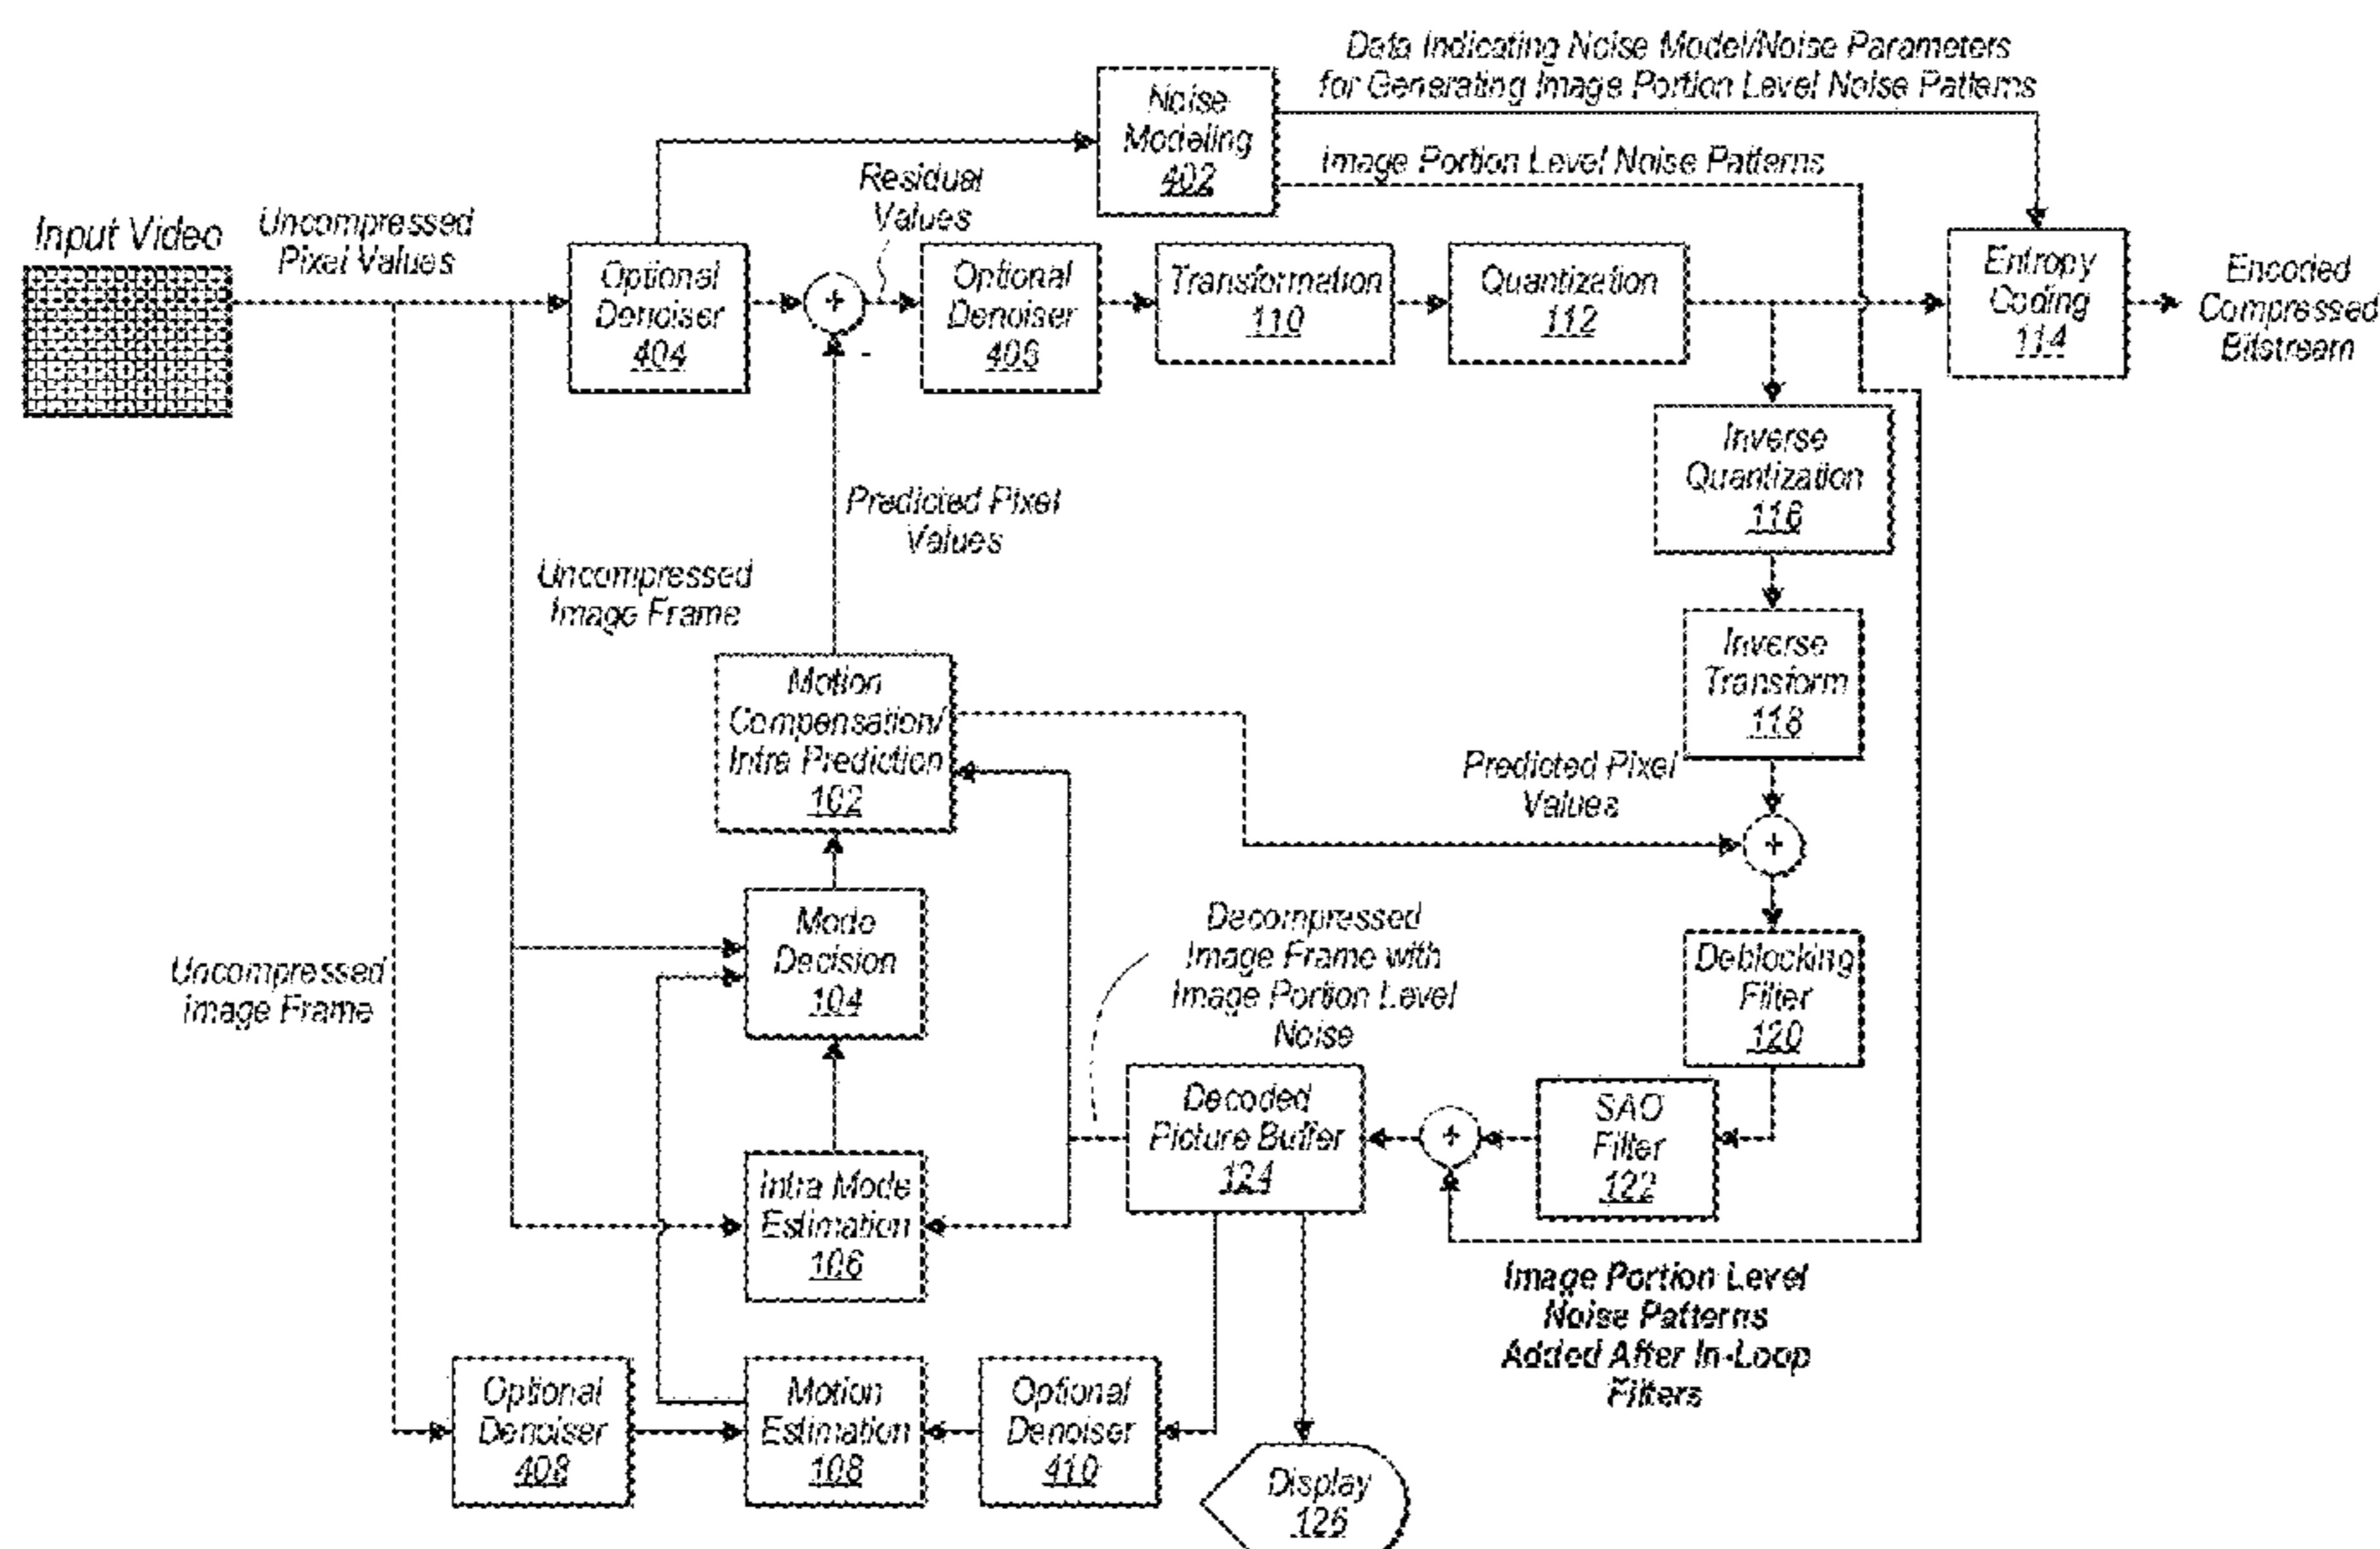 Data Indicating Noise Model/Noise Parameters
for Generating Image Portion Level Noise Patterns
Noise
Modeling
402
Image Portion Level Noise Patterns
Residual
Values
Input Video
Uncompressed
Pixel Values
Optional
Denoiser
404
+
-
Optional
Denoiser
406
Transformation
110
Quantization
112
Entropy
Coding
114
Encoded
Compressed
Bitstream
Inverse
Quantization
116
Predicted Pixel
Values
Uncompressed
Image Frame
Inverse
Transform
118
Motion
Compensation/
Intra Prediction
102
Predicted Pixel
Values
+
Mode
Decision
104
Decompressed
Image Frame with
Image Portion Level
Noise
Deblocking
Filter
120
Uncompressed
Image Frame
Decoded
Picture Buffer
124
+
SAO
Filter
122
Intra Mode
Estimation
106
Image Portion Level
Noise Patterns
Added After In-Loop
Filters
Optional
Denoiser
408
Motion
Estimation
108
Optional
Denoiser
410
Display
126